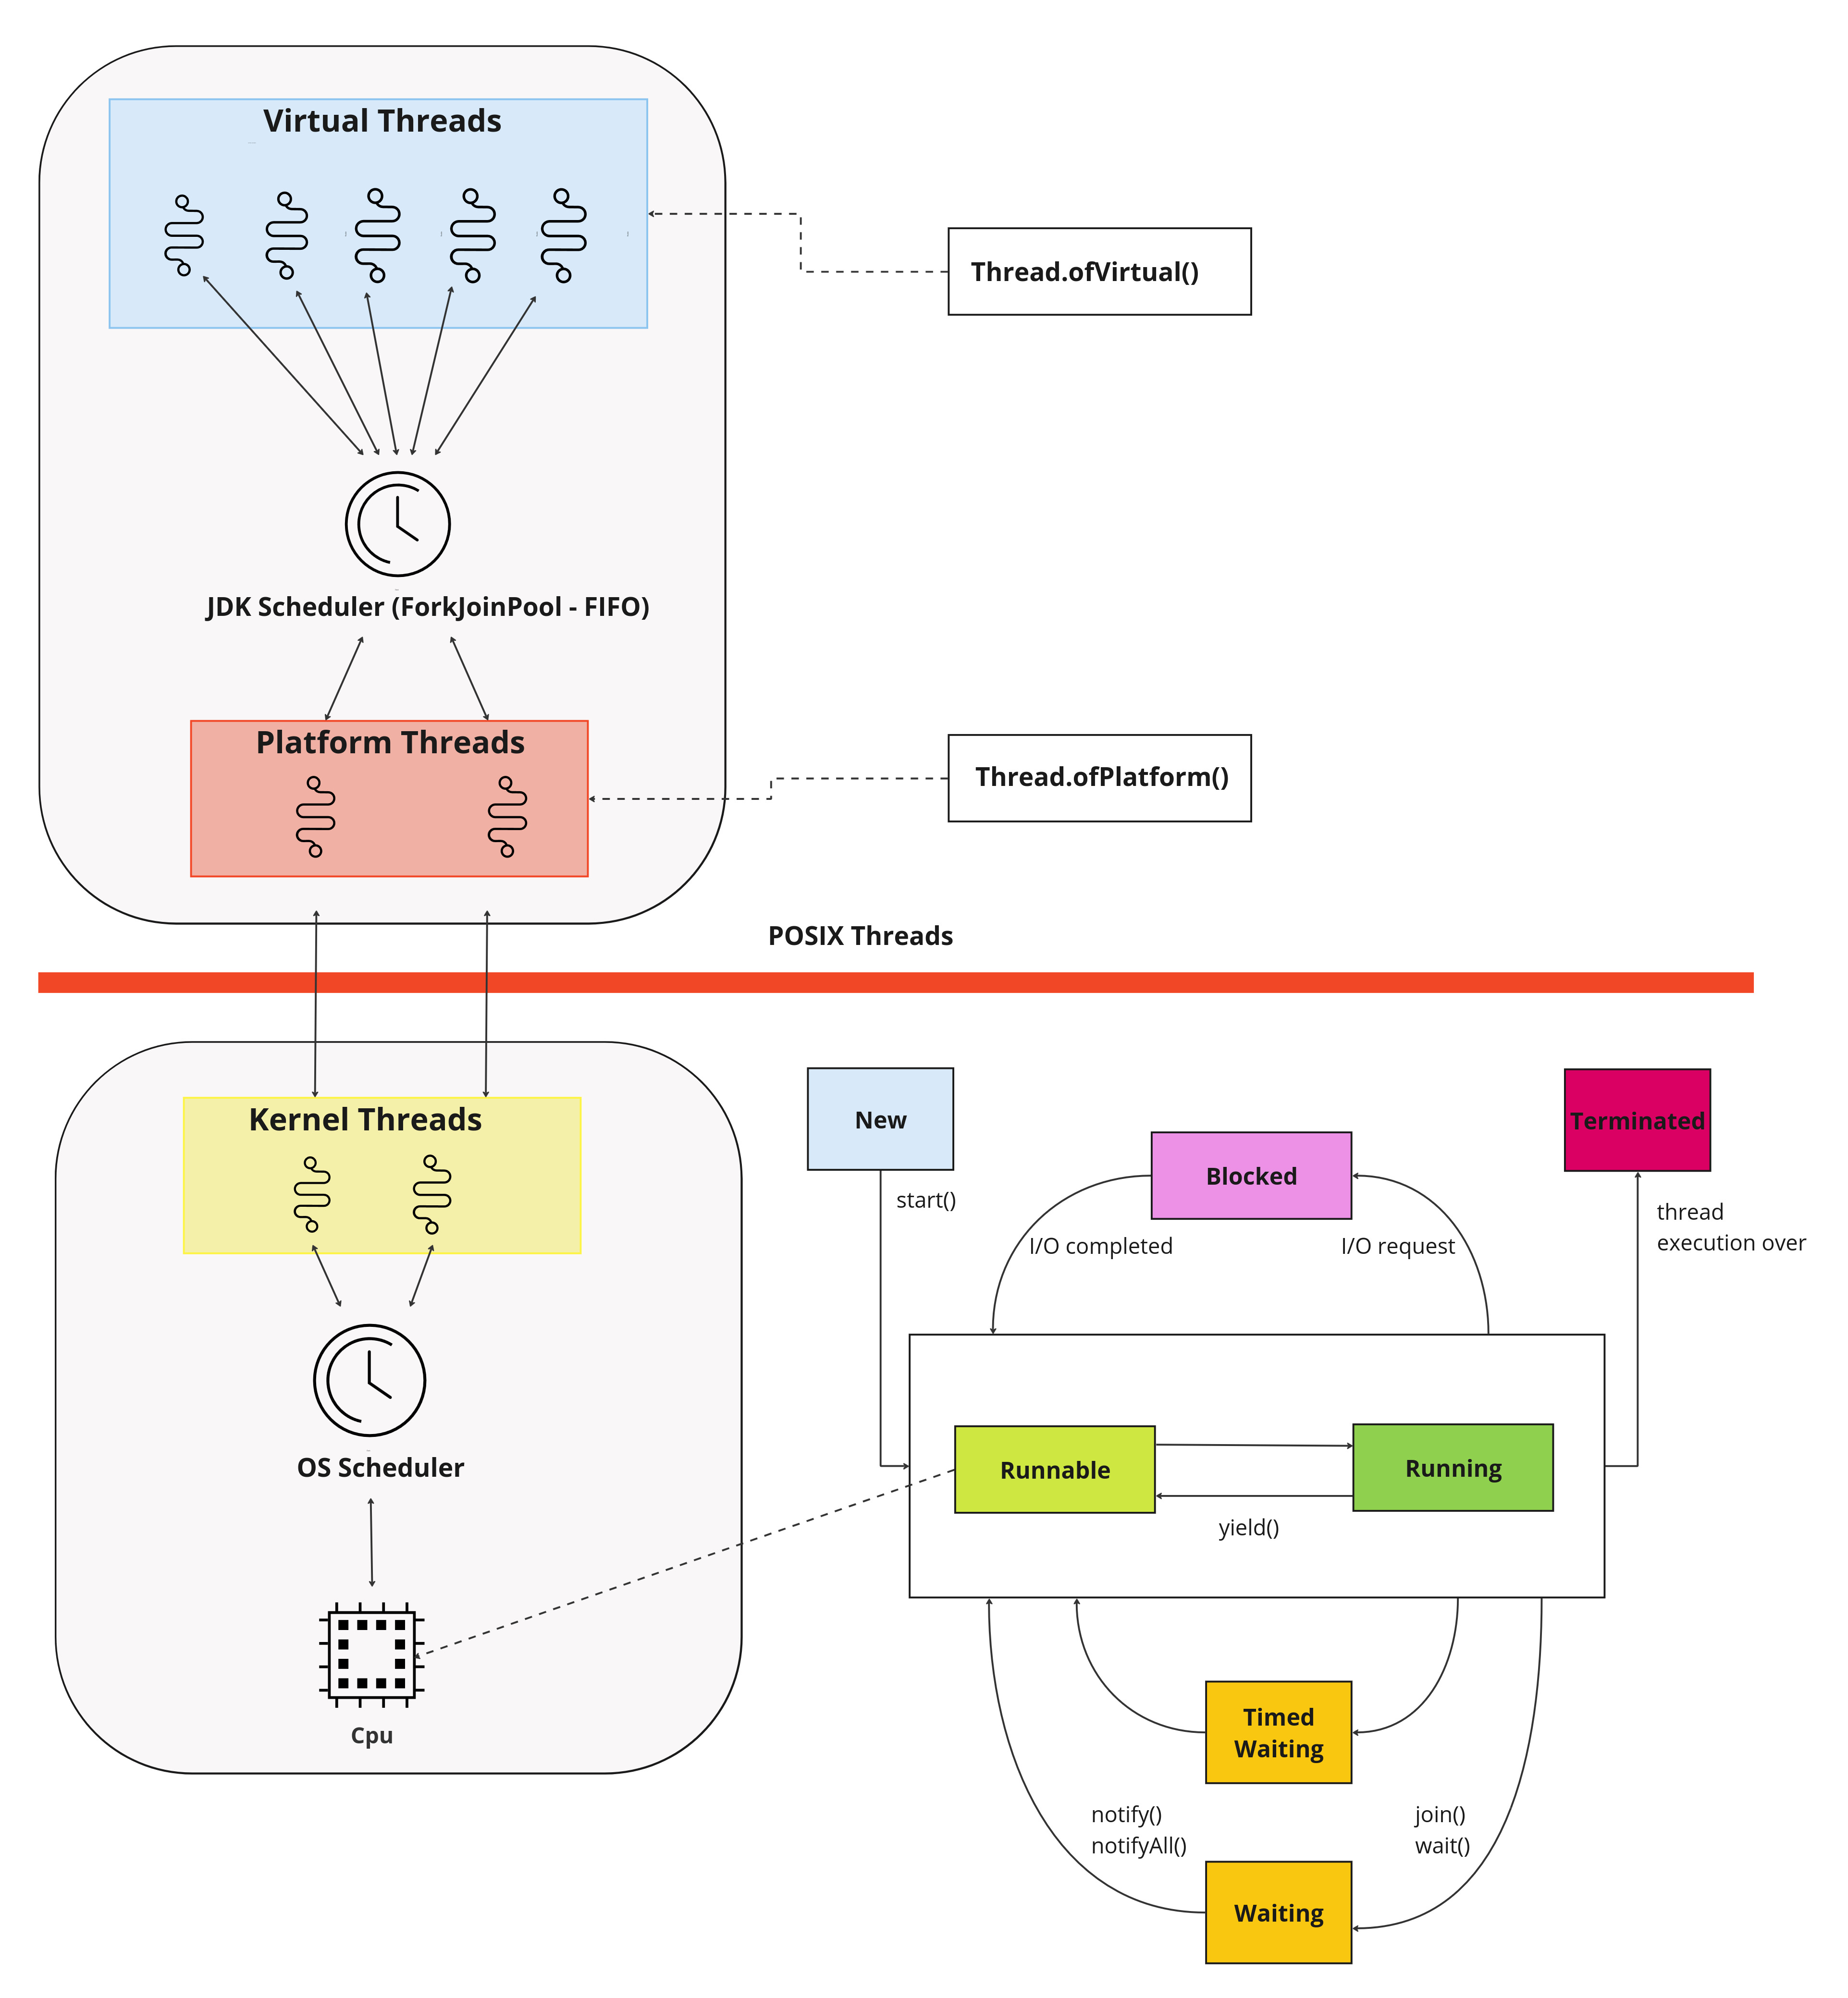 Virtual Threads
Thread.ofVirtual()
JDK Scheduler (ForkJoinPool - FIFO)
Platform Threads
Thread.ofPlatform()
POSIX Threads
Kernel Threads
OS Scheduler
Cpu
New
start()
Blocked
I/O completed
I/O request
Terminated
thread
execution over
Runnable
Running
yield()
Timed
Waiting
notify()
notifyAll()
join()
wait()
Waiting